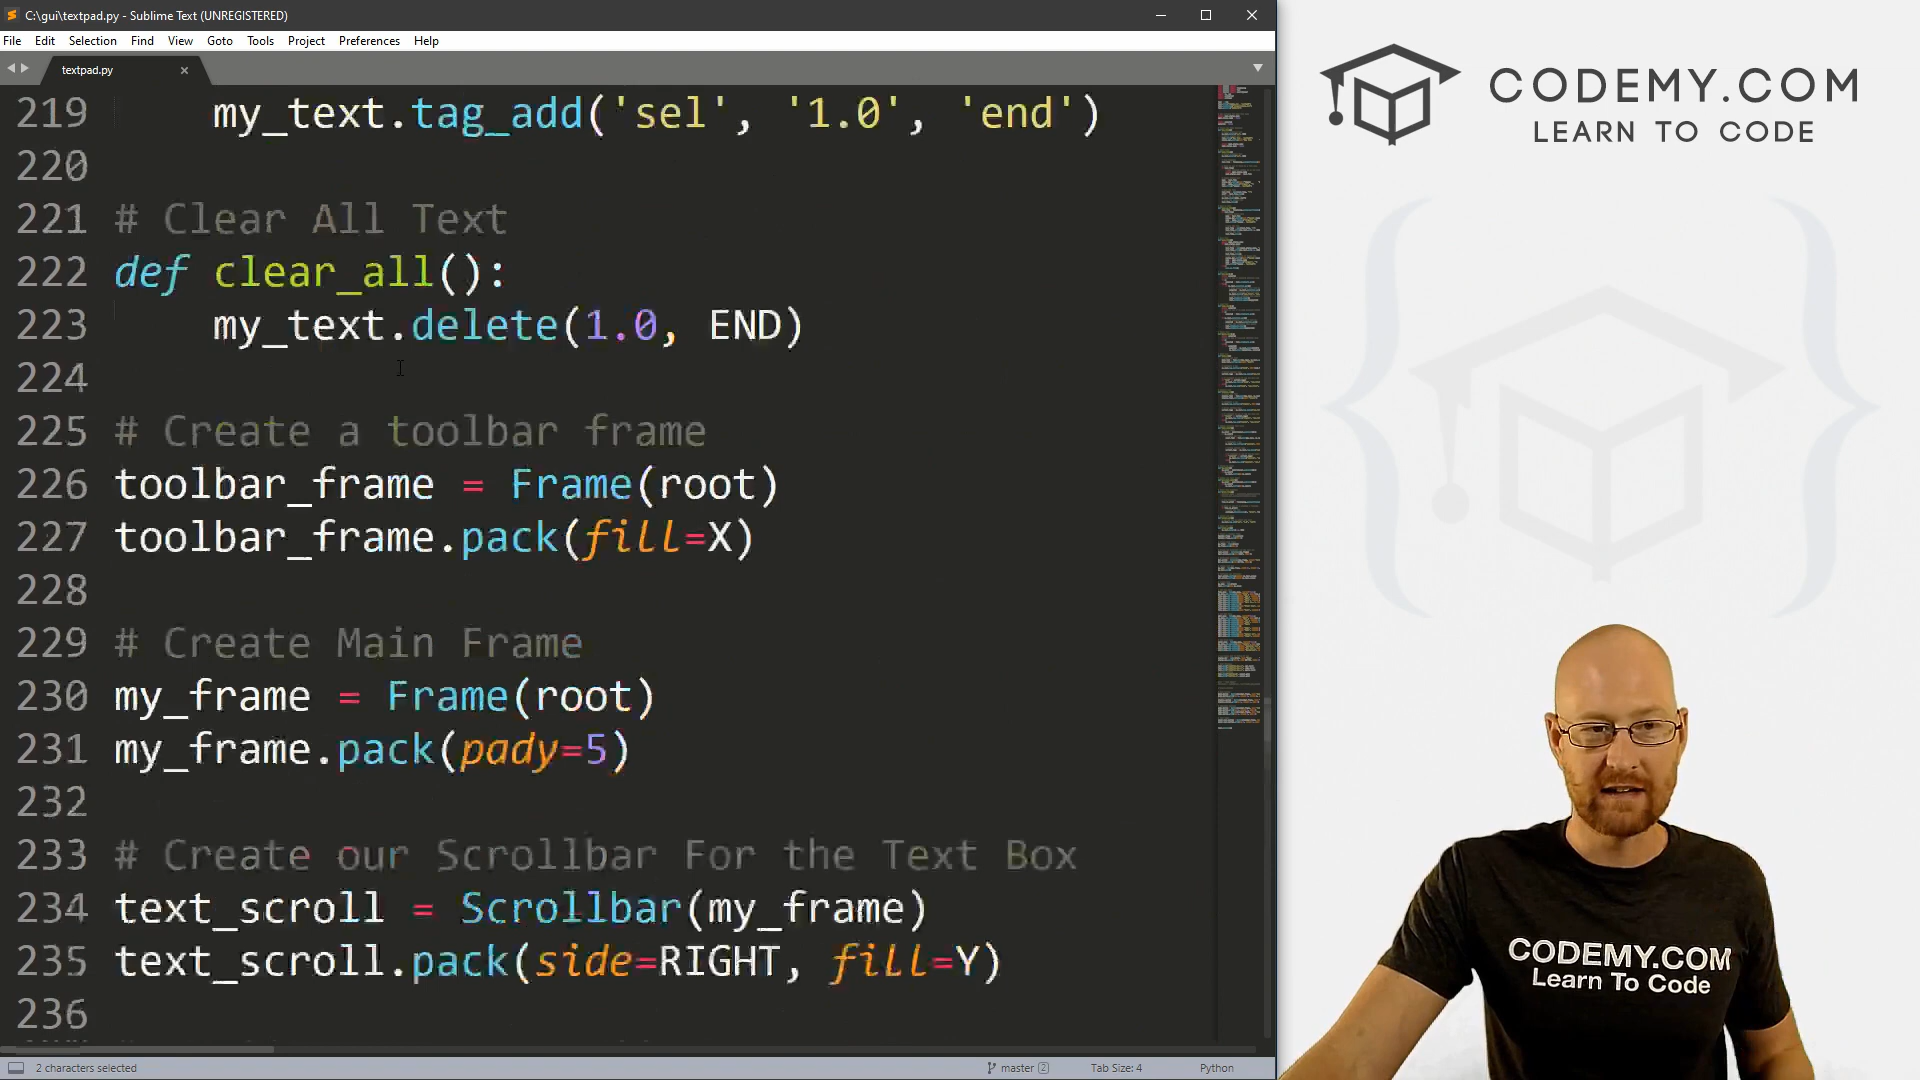 C:\gui\textpad.py - Sublime Text (UNREGISTERED)
File Edit Selection Find View Goto Tools Project Preferences Help
textpad.py
219 my_text.tag_add('sel', '1.0', 'end')
220
221 # Clear All Text
222 def clear_all():
223 my_text.delete(1.0, END)
224
225 # Create a toolbar frame
226 toolbar_frame = Frame(root)
227 toolbar_frame.pack(fill=X)
228
229 # Create Main Frame
230 my_frame = Frame(root)
231 my_frame.pack(pady=5)
232
233 # Create our Scrollbar For the Text Box
234 text_scroll = Scrollbar(my_frame)
235 text_scroll.pack(side=RIGHT, fill=Y)
236
2 characters selected
master 2
Tab Size: 4
Python
CODEMY.COM
LEARN TO CODE
CODEMY.COM
Learn To Code